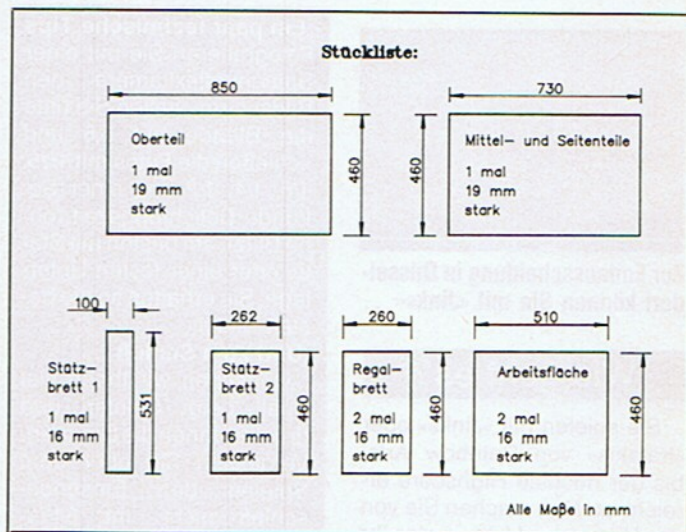 Stückliste:
850
730
Oberteil
1 mal
19 mm
stark
460
460
Mittel- und Seitenteile
1 mal
19 mm
stark
100
262
260
510
Stütz-
brett 1
1 mal
16 mm
stark
531
Stütz-
brett 2
1 mal
16 mm
stark
460
Regal-
brett
2 mal
16 mm
stark
460
Arbeitsfläche
2 mal
16 mm
stark
460
Alle Maße in mm